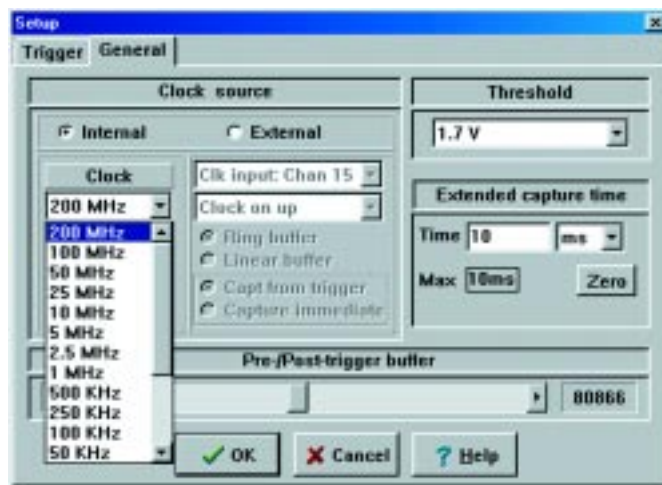 Setup
Trigger General
Clock source
Internal External
Clock
200 MHz
200 MHz
100 MHz
50 MHz
25 MHz
10 MHz
5 MHz
2.5 MHz
1 MHz
500 KHz
250 KHz
100 KHz
50 KHz
Clk input: Chan 15
Clock on up
Ring buffer
Linear buffer
Capt from trigger
Capture immediate
Threshold
1.7 V
Extended capture time
Time 10 ms
Max 10ms Zero
Pre-/Post-trigger buffer
80866
OK Cancel ? Help